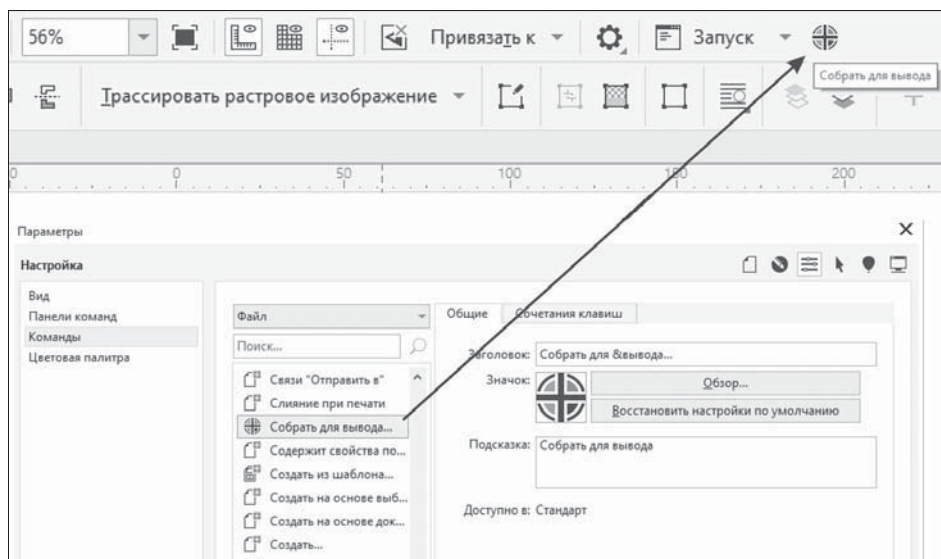 56%
Привязать к
Запуск
Собрать для вывода
Трассировать растровое изображение
0
50
100
150
200
Параметры
Настройка
Вид
Панели команд
Команды
Цветовая палитра
Файл
Поиск...
Связи "Отправить в"
Слияние при печати
Собрать для вывода...
Содержит свойства по...
Создать из шаблона...
Создать на основе выб...
Создать на основе док...
Создать...
Общие
Сочетания клавиш
Заголовок: Собрать для &вывода...
Значок:
Обзор...
Восстановить настройки по умолчанию
Подсказка: Собрать для вывода
Доступно в: Стандарт